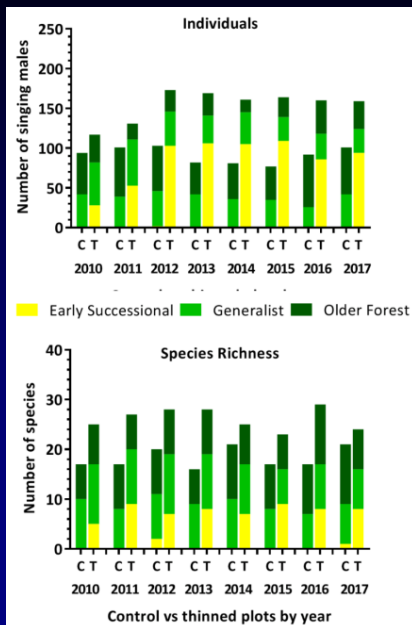 Individuals
Number of singing males
250
200
150
100
50
0
C T C T C T C T C T C T C T C T
2010 2011 2012 2013 2014 2015 2016 2017
Early Successional Generalist Older Forest
Species Richness
Number of species
40
30
20
10
0
C T C T C T C T C T C T C T C T
2010 2011 2012 2013 2014 2015 2016 2017
Control vs thinned plots by year